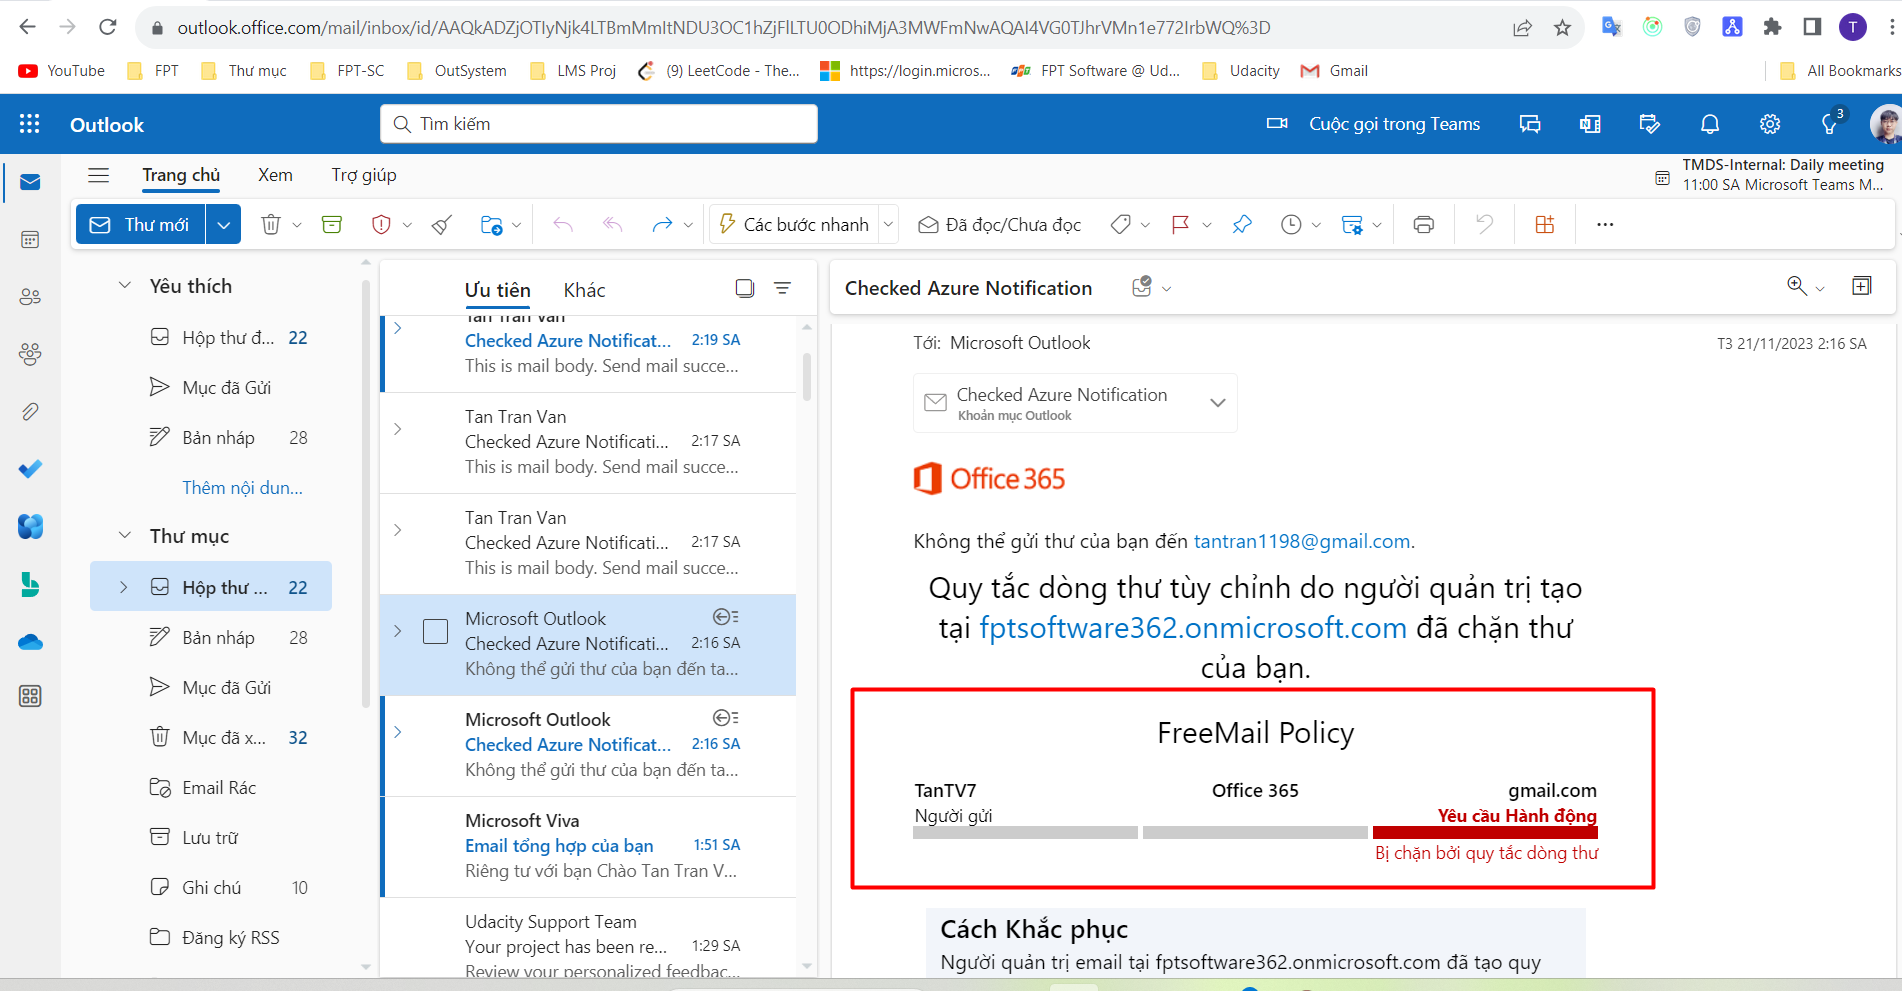 outlook.office.com/mail/inbox/id/AAQkADZjOTIyNjk4LTBmMmItNDU3OC1hZjFlLTU0ODhiMjA3MWFmNwAQAI4VG0TJhrVMn1e772IrbWQ%3D
T
YouTube FPT Thư mục FPT-SC OutSystem LMS Proj (9) LeetCode - The... https://login.micros... FPT Software @ Ud... Udacity Gmail All Bookmarks
Outlook
Tìm kiếm
Cuộc gọi trong Teams
3
Trang chủ Xem Trợ giúp
TMDS-Internal: Daily meeting
11:00 SA Microsoft Teams M...
Thư mới
Các bước nhanh
Đã đọc/Chưa đọc
Yêu thích
Hộp thư đ... 22
Mục đã Gửi
Bản nháp 28
Thêm nội dun...
Thư mục
Hộp thư ... 22
Bản nháp 28
Mục đã Gửi
Mục đã x... 32
Email Rác
Lưu trữ
Ghi chú 10
Đăng ký RSS
Ưu tiên Khác
Tan Tran Van
Checked Azure Notificat... 2:19 SA
This is mail body. Send mail succe...
Tan Tran Van
Checked Azure Notificati... 2:17 SA
This is mail body. Send mail succe...
Tan Tran Van
Checked Azure Notificati... 2:17 SA
This is mail body. Send mail succe...
Microsoft Outlook
Checked Azure Notificati... 2:16 SA
Không thể gửi thư của bạn đến ta...
Microsoft Outlook
Checked Azure Notificat... 2:16 SA
Không thể gửi thư của bạn đến ta...
Microsoft Viva
Email tổng hợp của bạn 1:51 SA
Riêng tư với bạn Chào Tan Tran V...
Udacity Support Team
Your project has been re... 1:29 SA
Review your personalized feedbac...
Checked Azure Notification
Tới: Microsoft Outlook
T3 21/11/2023 2:16 SA
Checked Azure Notification
Khoản mục Outlook
Office 365
Không thể gửi thư của bạn đến tantran1198@gmail.com.
Quy tắc dòng thư tùy chỉnh do người quản trị tạo
tại fptsoftware362.onmicrosoft.com đã chặn thư
của bạn.
FreeMail Policy
TanTV7 Office 365 gmail.com
Người gửi Yêu cầu Hành động
Bị chặn bởi quy tắc dòng thư
Cách Khắc phục
Người quản trị email tại fptsoftware362.onmicrosoft.com đã tạo quy